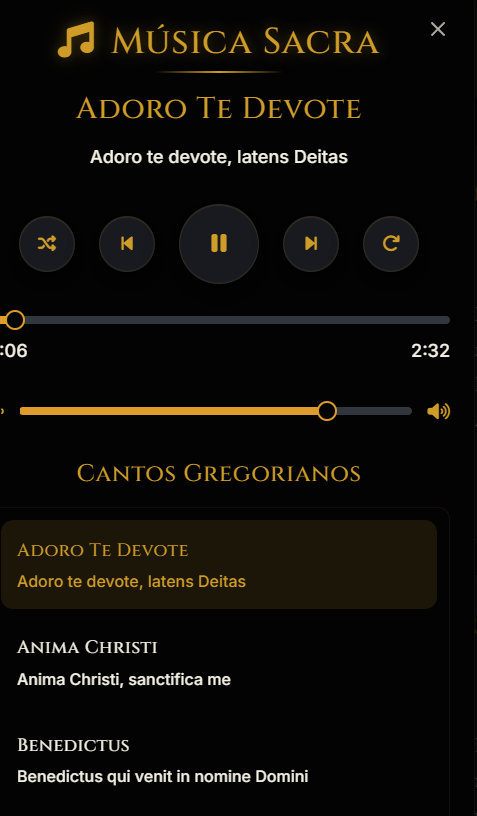 Música Sacra
Adoro Te Devote
Adoro te devote, latens Deitas
:06
2:32
Cantos Gregorianos
Adoro Te Devote
Adoro te devote, latens Deitas
Anima Christi
Anima Christi, sanctifica me
Benedictus
Benedictus qui venit in nomine Domini